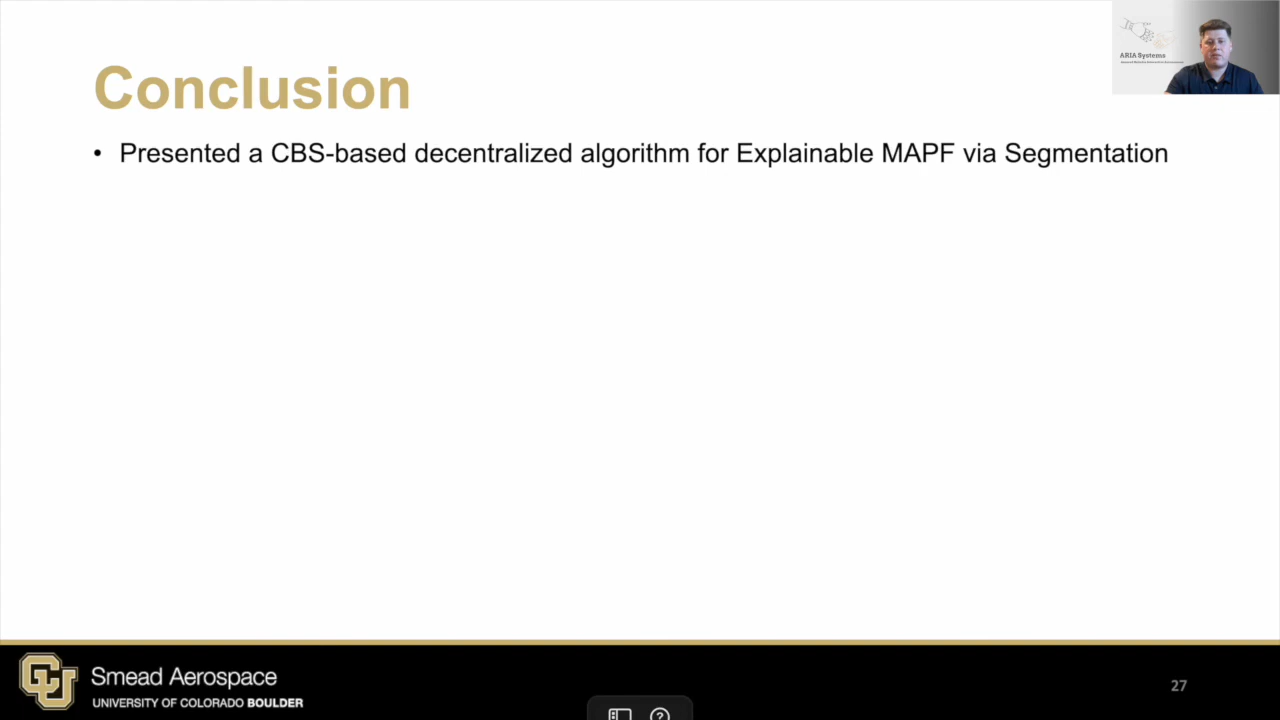 ARIA Systems
Conclusion
• Presented a CBS-based decentralized algorithm for Explainable MAPF via Segmentation
CU
Smead Aerospace
UNIVERSITY OF COLORADO BOULDER
27